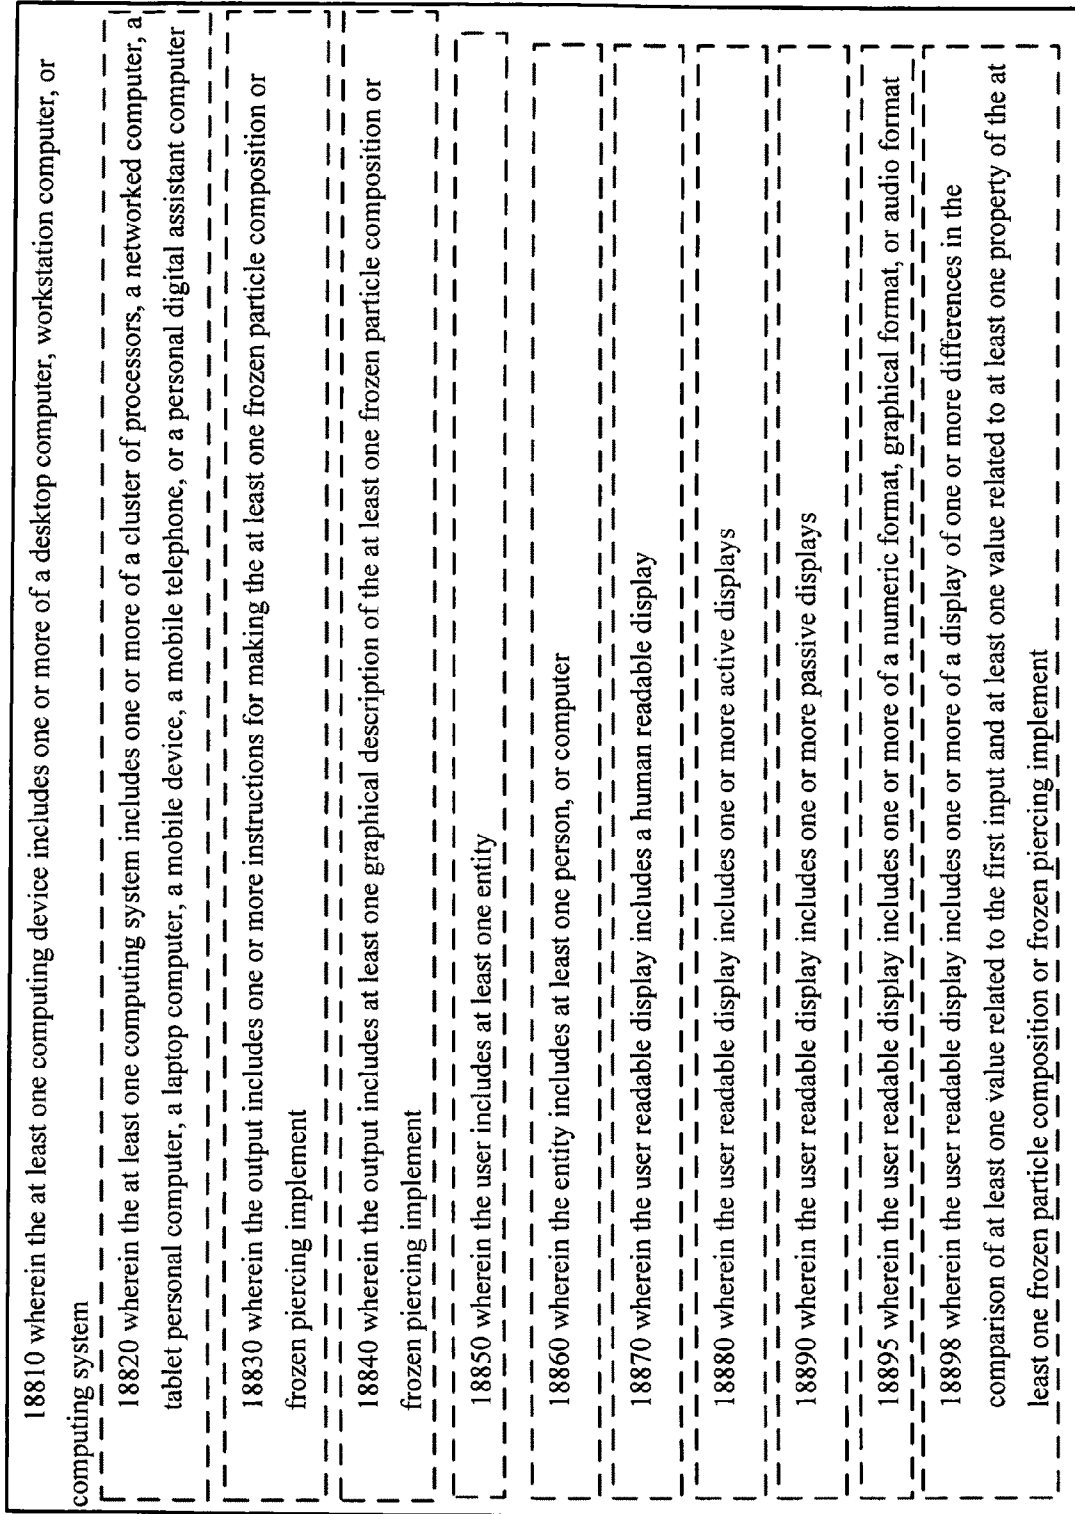 18810 wherein the at least one computing device includes one or more of a desktop computer, workstation computer, or
computing system
18820 wherein the at least one computing system includes one or more of a cluster of processors, a networked computer, a
tablet personal computer, a laptop computer, a mobile device, a mobile telephone, or a personal digital assistant computer
18830 wherein the output includes one or more instructions for making the at least one frozen particle composition or
frozen piercing implement
18840 wherein the output includes at least one graphical description of the at least one frozen particle composition or
frozen piercing implement
18850 wherein the user includes at least one entity
18860 wherein the entity includes at least one person, or computer
18870 wherein the user readable display includes a human readable display
18880 wherein the user readable display includes one or more active displays
18890 wherein the user readable display includes one or more passive displays
18895 wherein the user readable display includes one or more of a numeric format, graphical format, or audio format
18898 wherein the user readable display includes one or more of a display of one or more differences in the
comparison of at least one value related to the first input and at least one value related to at least one property of the at
least one frozen particle composition or frozen piercing implement